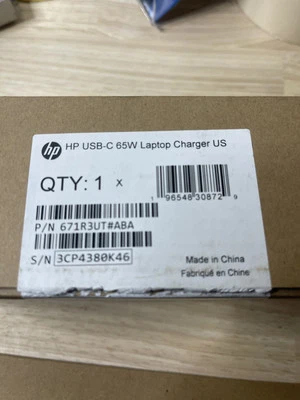 hp HP USB-C 65W Laptop Charger US
QTY: 1 x
1 96548 30872 9
P/N 671R3UT#ABA
S/N 3CP4380K46
Made in China
Fabriqué en Chine